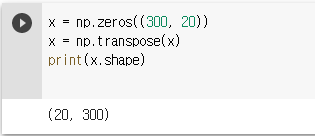 x = np.zeros((300, 20))
x = np.transpose(x)
print(x.shape)
(20, 300)